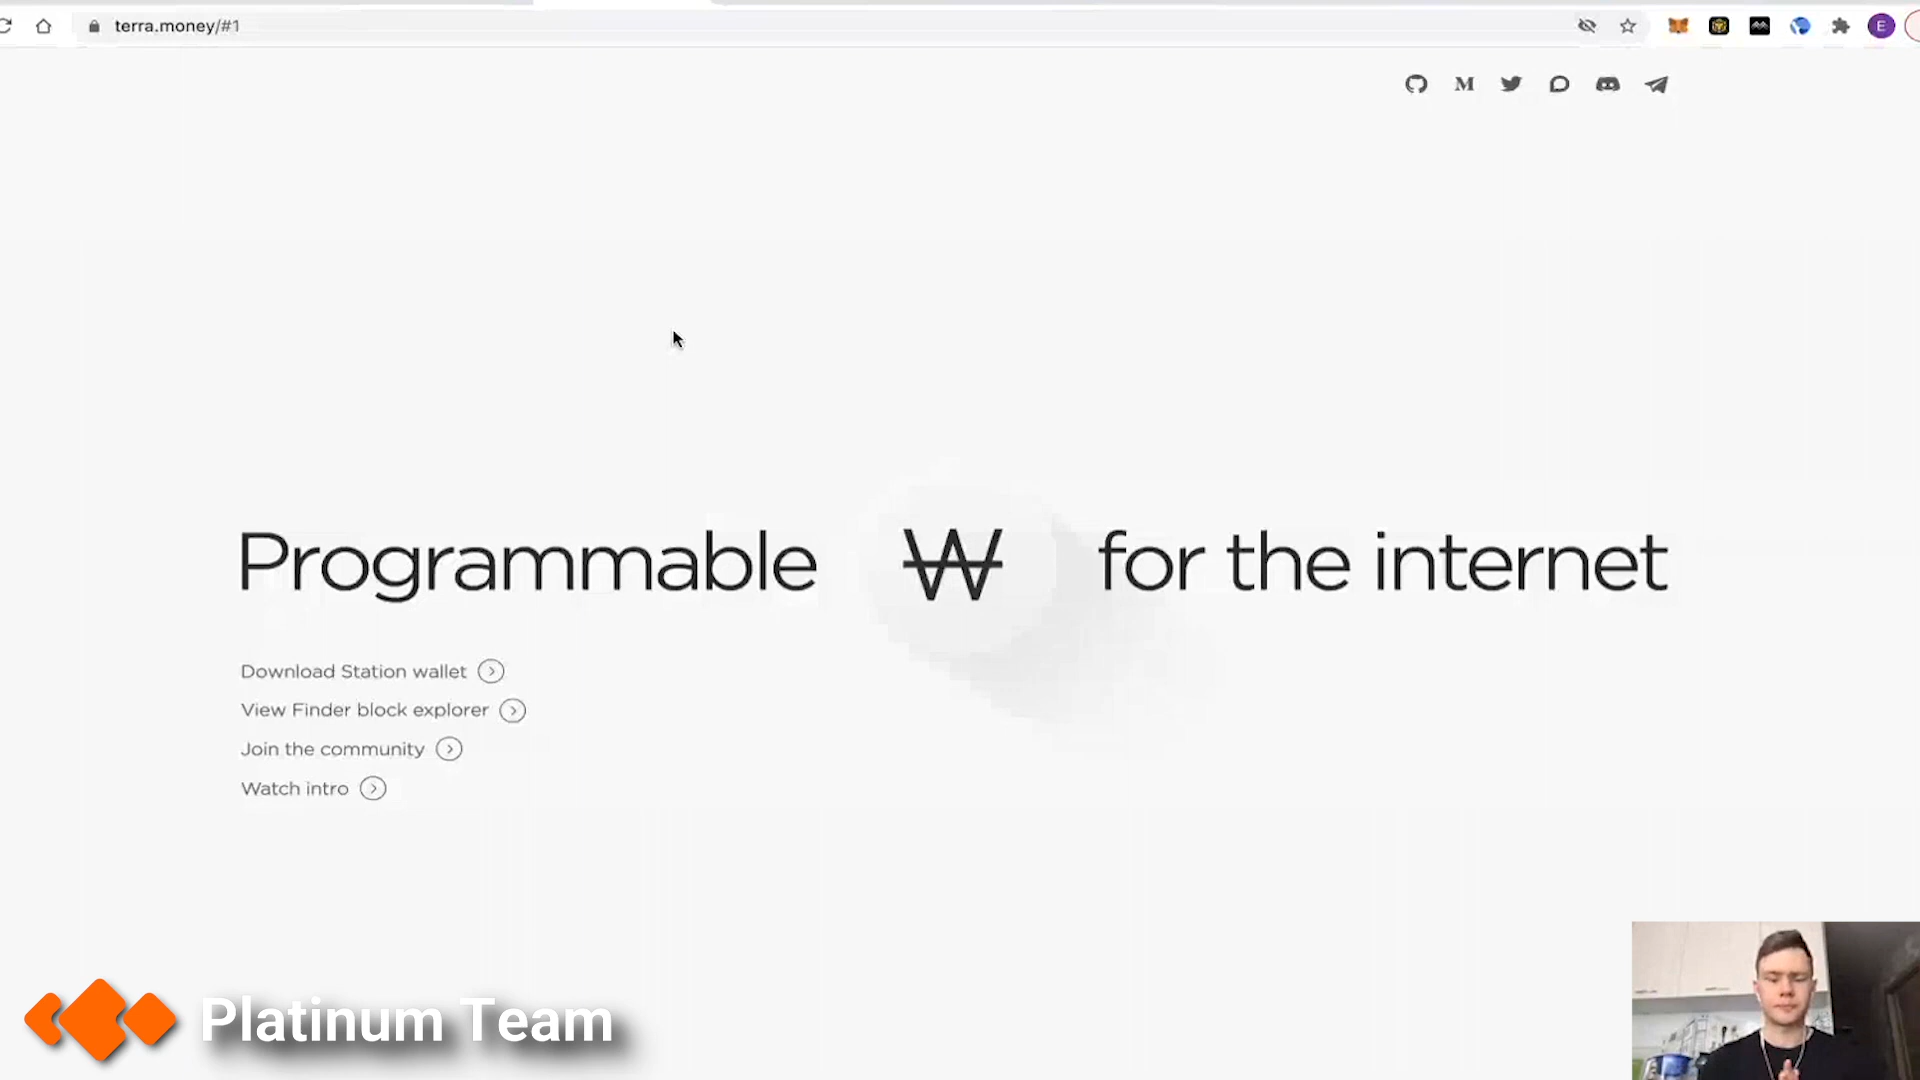 terra.money/#1
E
M
Programmable ₩ for the internet
Download Station wallet
View Finder block explorer
Join the community
Watch intro
Platinum Team